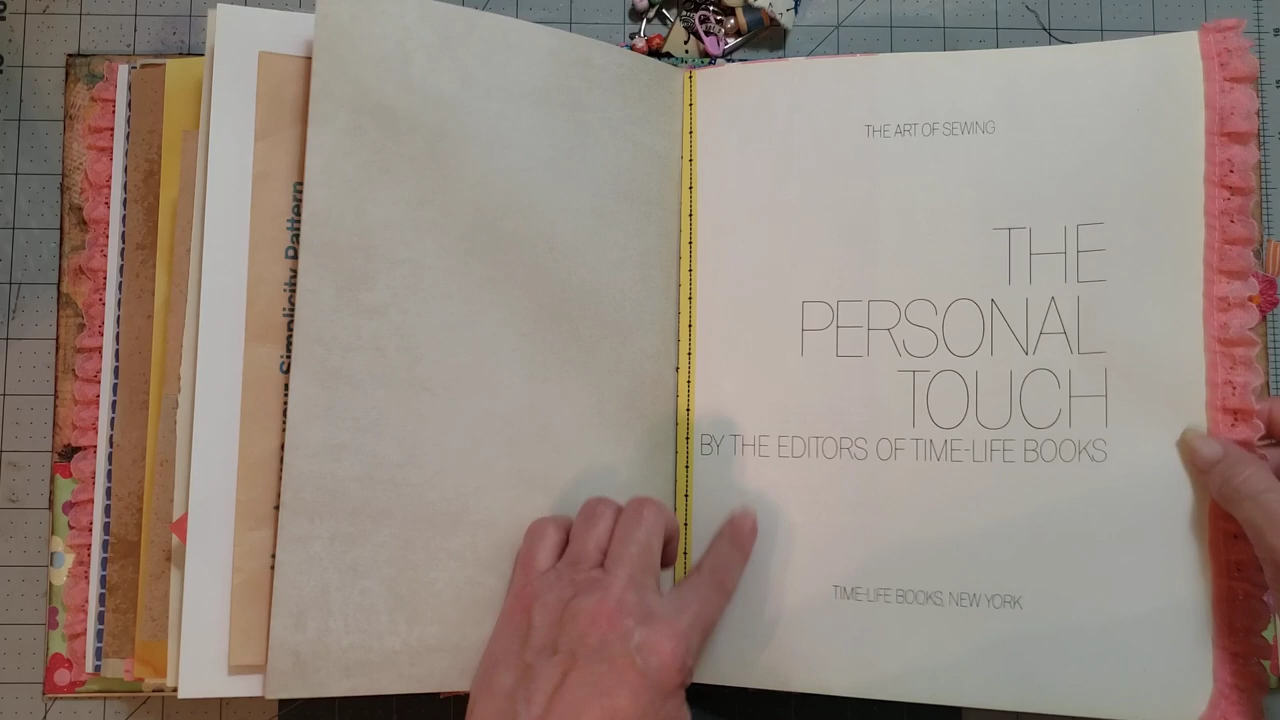 your Simplicity Pattern
THE ART OF SEWING
THE
PERSONAL
TOUCH
BY THE EDITORS OF TIME-LIFE BOOKS
TIME-LIFE BOOKS, NEW YORK